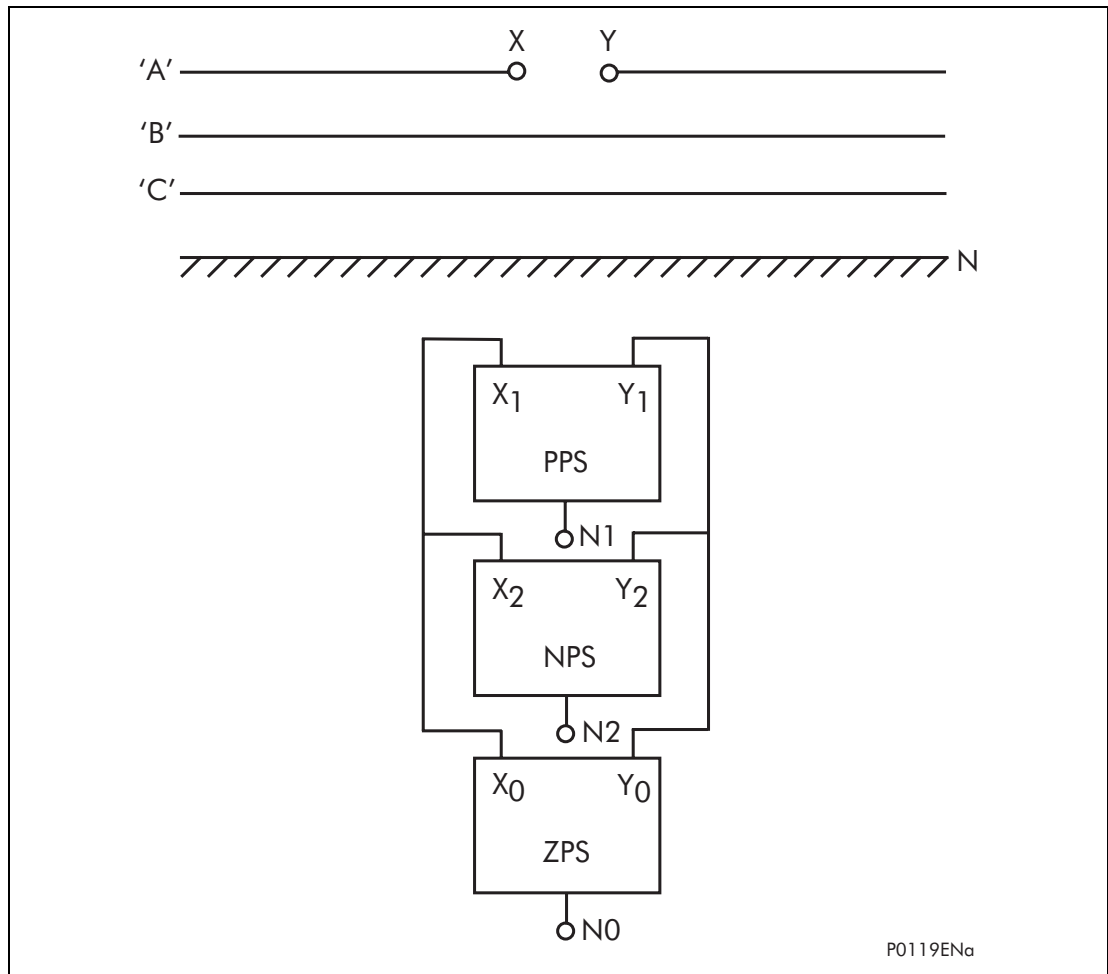 X Y
'A'
'B'
'C'
N
X1 Y1
PPS
N1
X2 Y2
NPS
N2
X0 Y0
ZPS
N0
P0119ENa